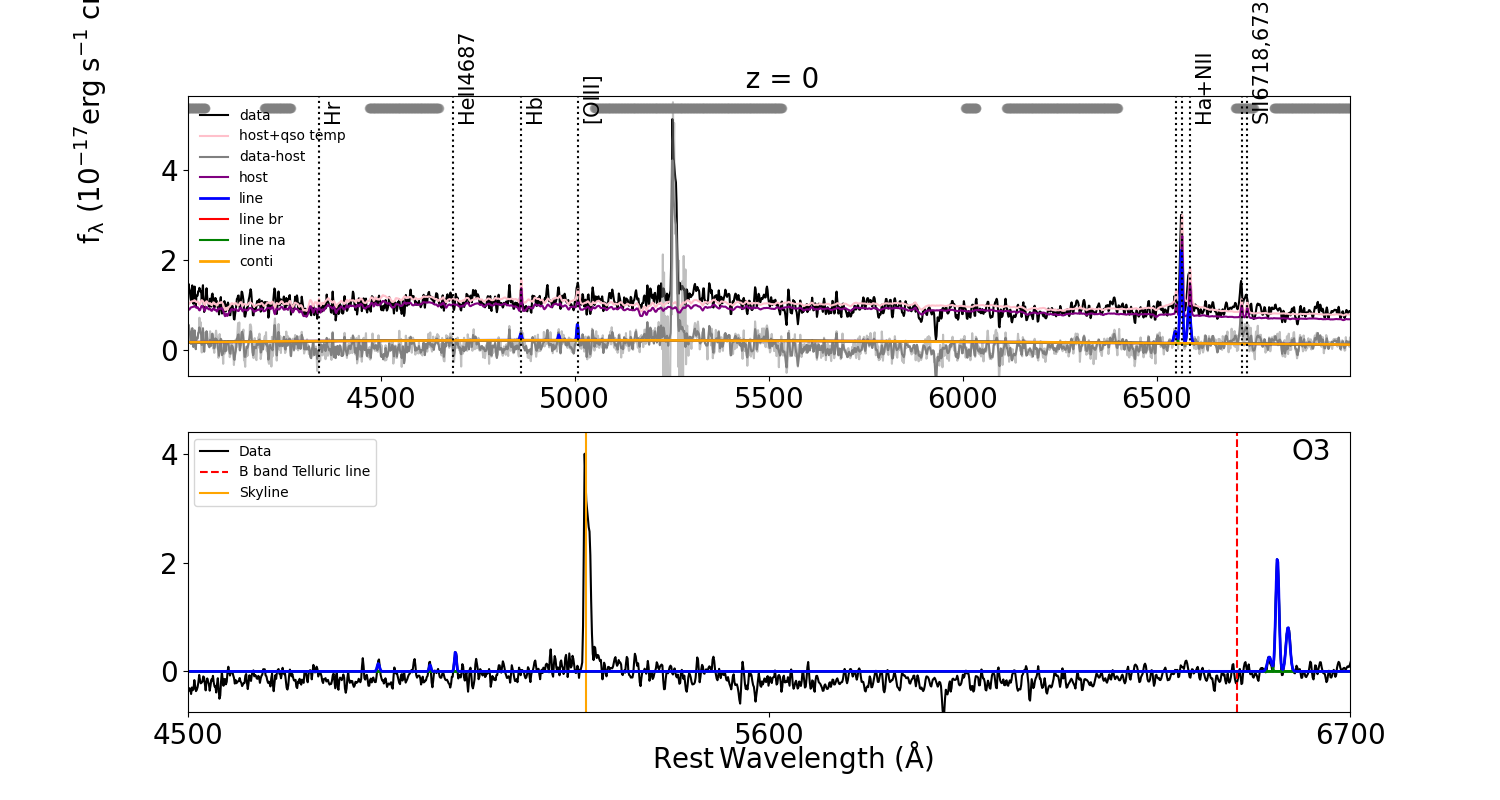 z = 0
fλ (10−17erg s−1 c
Hr
HeII4687
Hb
[OIII]
Ha+NII
SII6718,673
data
host+qso temp
data-host
host
line
line br
line na
conti
4
2
0
4500
5000
5500
6000
6500
O3
Data
B band Telluric line
Skyline
4
2
0
4500
5600
6700
Rest Wavelength (Å)